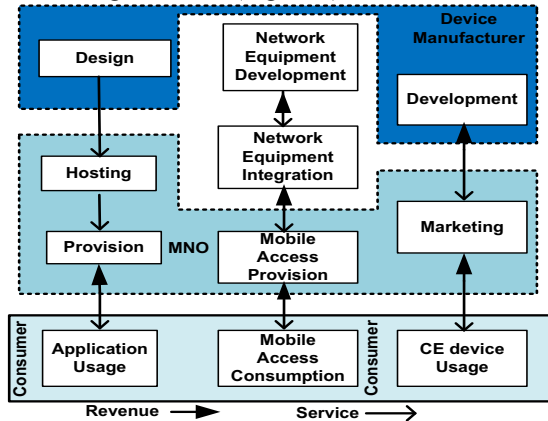 Network
Equipment
Development
Device
Manufacturer
Design
Development
Network
Equipment
Integration
Hosting
Marketing
Provision
MNO
Mobile
Access
Provision
Consumer
Application
Usage
Mobile
Access
Consumption
Consumer
CE device
Usage
Revenue
Service